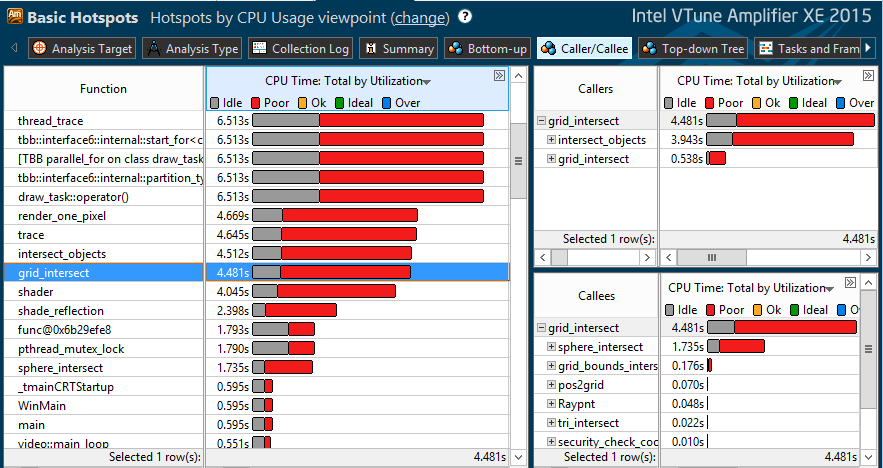 Basic Hotspots Hotspots by CPU Usage viewpoint (change) ? Intel VTune Amplifier XE 2015
Analysis Target Analysis Type Collection Log Summary Bottom-up Caller/Callee Top-down Tree Tasks and Fram
Function CPU Time: Total by Utilization
Idle Poor Ok Ideal Over
thread_trace 6.513s
tbb::interface6::internal::start_for<c 6.513s
[TBB parallel_for on class draw_task 6.513s
tbb::interface6::internal::partition_ty 6.513s
draw_task::operator() 6.513s
render_one_pixel 4.669s
trace 4.645s
intersect_objects 4.512s
grid_intersect 4.481s
shader 4.045s
shade_reflection 2.398s
func@0x6b29efe8 1.793s
pthread_mutex_lock 1.790s
sphere_intersect 1.735s
_tmainCRTStartup 0.595s
WinMain 0.595s
main 0.595s
video::main_loop 0.551s
Selected 1 row(s): 4.481s
Callers CPU Time: Total by Utilization
Idle Poor Ok Ideal Over
grid_intersect 4.481s
intersect_objects 3.943s
grid_intersect 0.538s
Selected 1 row(s): 4.481s
Callees CPU Time: Total by Utilization
Idle Poor Ok Ideal Ov
grid_intersect 4.481s
sphere_intersect 1.735s
grid_bounds_inters 0.176s
pos2grid 0.070s
Raypnt 0.048s
tri_intersect 0.022s
security_check_coo 0.010s
Selected 1 row(s): 4.481s